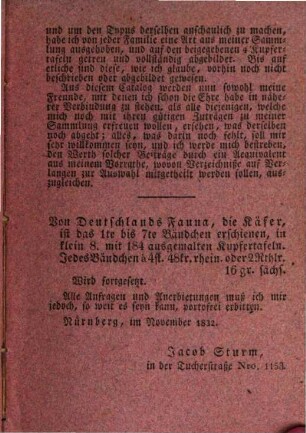 und um den Typus derselben anschaulich zu machen,
habe ich von jeder Familie eine Art aus meiner Samm-
lung ausgehoben, und auf den beigegebenen 4 Kupfer-
tafeln getreu und vollständig abgebildet. Bis auf
etliche sind diese, wie ich glaube, vorhin noch nicht
beschrieben oder abgebildet gewesen.
Aus diesem Catalog werden nun sowohl meine
Freunde, mit denen ich schon die Ehre habe in nähe-
rer Verbindung zu stehen, als alle diejenigen, welche
mich noch mit ihren gütigen Zuträgen zu meiner
Sammlung erfreuen wollen, ersehen, was derselben
noch abgeht; alles, was darin noch fehlt, soll mir
sehr willkommen seyn, und ich werde mich bestreben,
den Werth solcher Beiträge durch ein Aequivalent
aus meinem Vorrathe, wovon Verzeichnisse auf Ver-
langen zur Auswahl mitgetheilt werden sollen, aus-
zugleichen.
Von Deutschlands Fauna, die Käfer,
ist das 1te bis 7te Bändchen erschienen, in
klein 8. mit 184 ausgemalten Kupfertafeln.
Jedes Bändchen à 4 fl. 48 kr. rhein. oder 2 Rthlr.
16 gr. sächs.
Wird fortgesetzt.
Alle Anfragen und Anerbietungen muß ich mir
jedoch, so weit es seyn kann, portofrei erbitten.
Nürnberg, im November 1832.
Jacob Sturm,
in der Tucherstraße Nro. 1153.